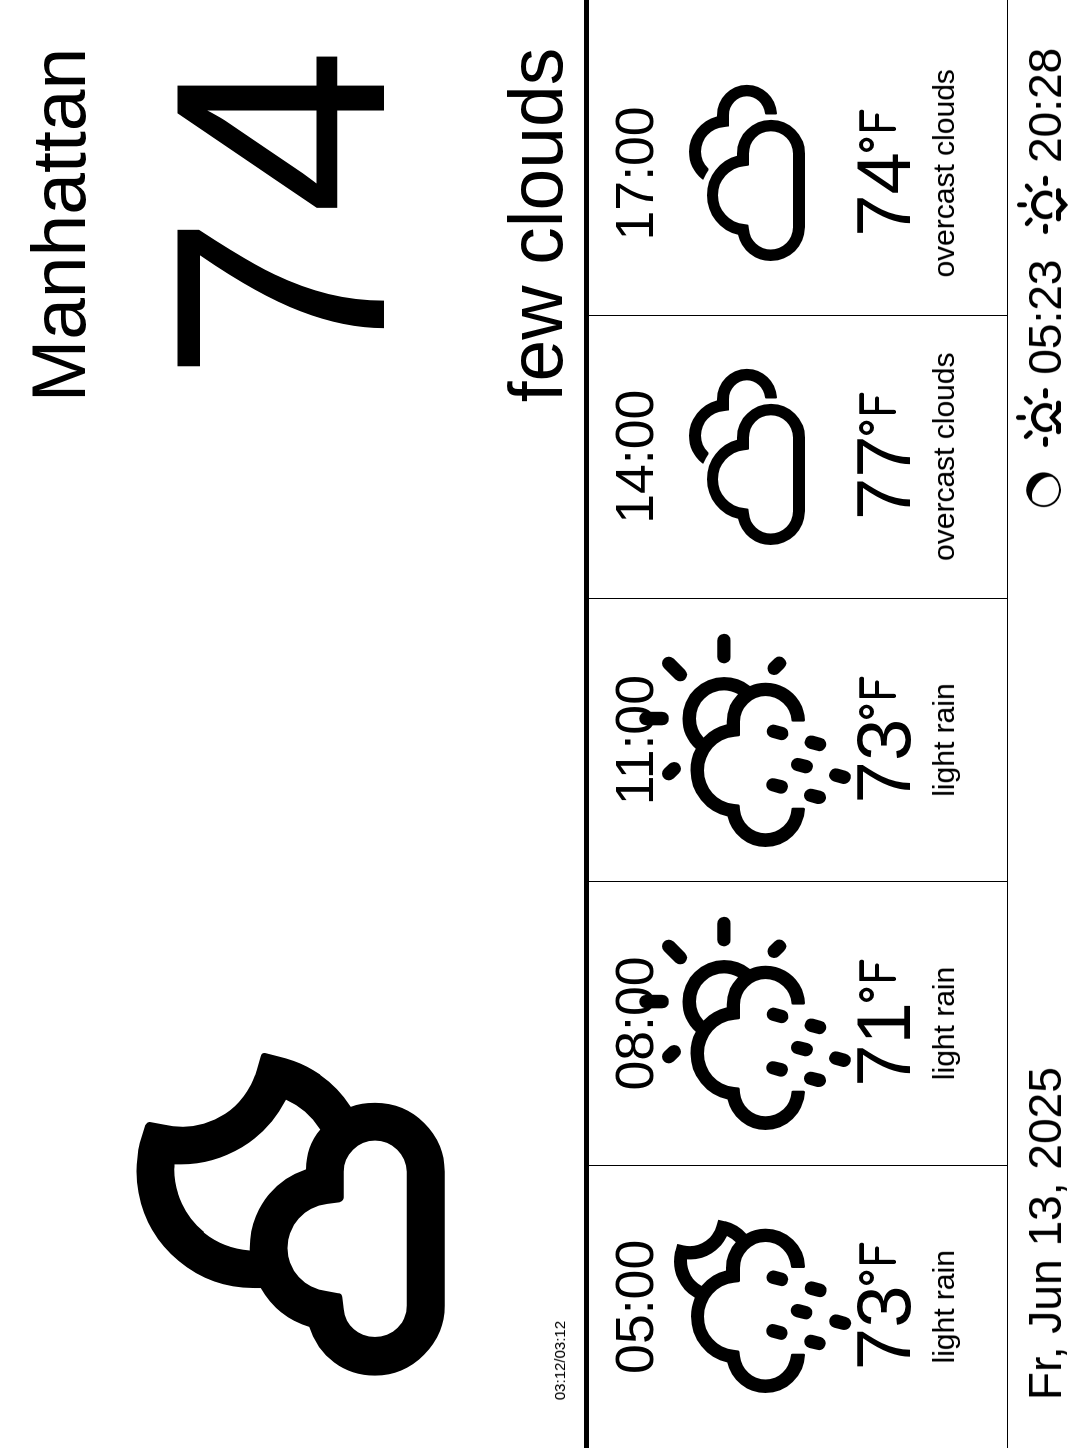 Manhattan
74
few clouds
03:12/03:12
05:00
73°F
light rain
08:00
71°F
light rain
11:00
73°F
light rain
14:00
77°F
overcast clouds
17:00
74°F
overcast clouds
Fr, Jun 13, 2025
05:23
20:28